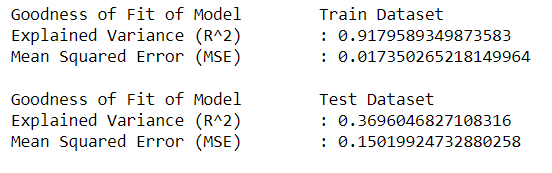 Goodness of Fit of Model Train Dataset
Explained Variance (R^2) : 0.9179589349873583
Mean Squared Error (MSE) : 0.017350265218149964
Goodness of Fit of Model Test Dataset
Explained Variance (R^2) : 0.3696046827108316
Mean Squared Error (MSE) : 0.15019924732880258